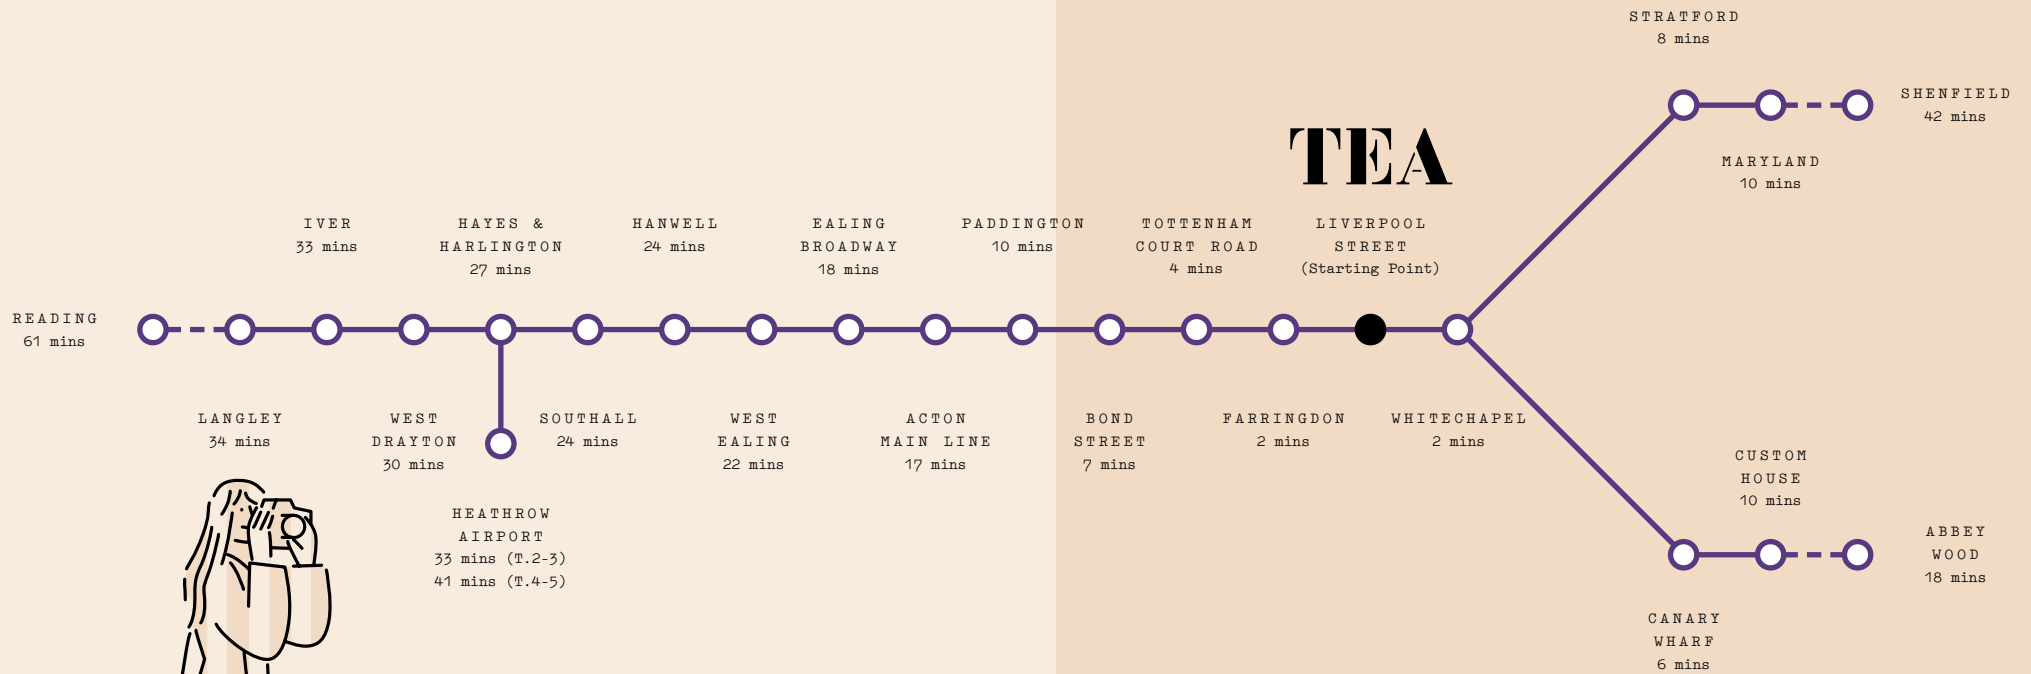 STRATFORD
8 mins
SHENFIELD
42 mins
MARYLAND
10 mins
TEA
IVER
33 mins
HAYES &
HARLINGTON
27 mins
HANWELL
24 mins
EALING
BROADWAY
18 mins
PADDINGTON
10 mins
TOTTENHAM
COURT ROAD
4 mins
LIVERPOOL
STREET
(Starting Point)
READING
61 mins
LANGLEY
34 mins
WEST
DRAYTON
30 mins
SOUTHALL
24 mins
WEST
EALING
22 mins
ACTON
MAIN LINE
17 mins
BOND
STREET
7 mins
FARRINGDON
2 mins
WHITECHAPEL
2 mins
HEATHROW
AIRPORT
33 mins (T.2-3)
41 mins (T.4-5)
CUSTOM
HOUSE
10 mins
ABBEY
WOOD
18 mins
CANARY
WHARF
6 mins